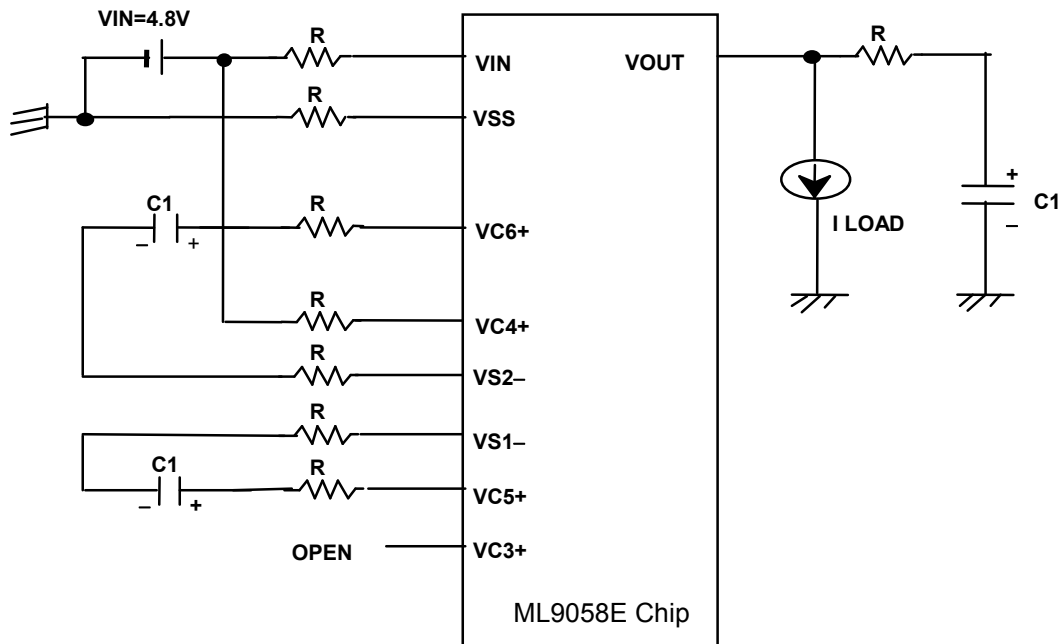 VIN=4.8V
R
VIN
VOUT
R
R
VSS
C1
– +
R
VC6+
I LOAD
+
–
C1
R
VC4+
R
VS2–
R
VS1–
C1
– +
R
VC5+
OPEN
VC3+
ML9058E Chip